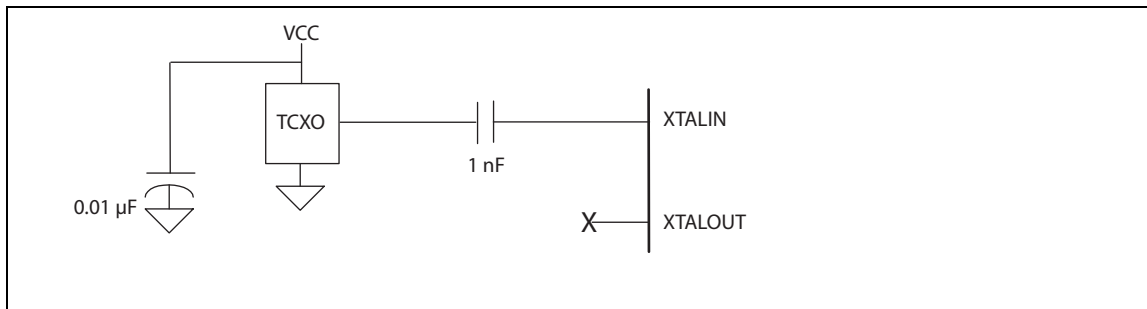 VCC
TCXO
XTALIN
1 nF
0.01 µF
X
XTALOUT